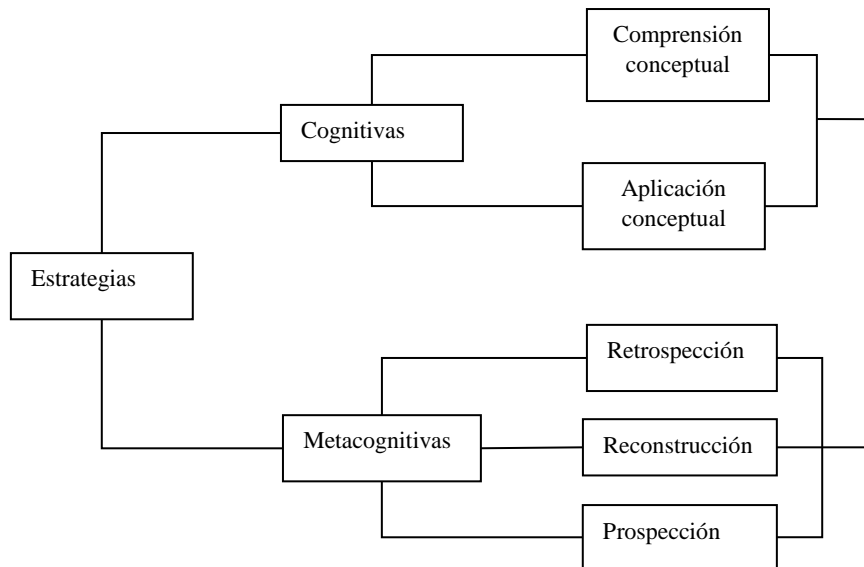 Comprensión
conceptual
Cognitivas
Aplicación
conceptual
Estrategias
Retrospección
Metacognitivas
Reconstrucción
Prospección